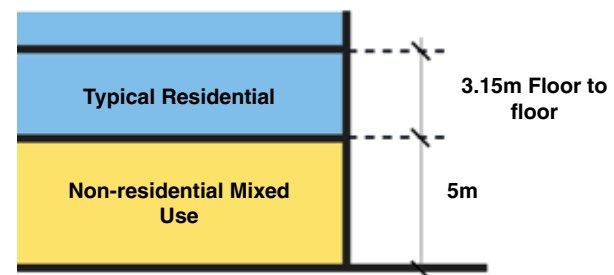 Typical Residential
3.15m Floor to
floor
Non-residential Mixed
Use
5m